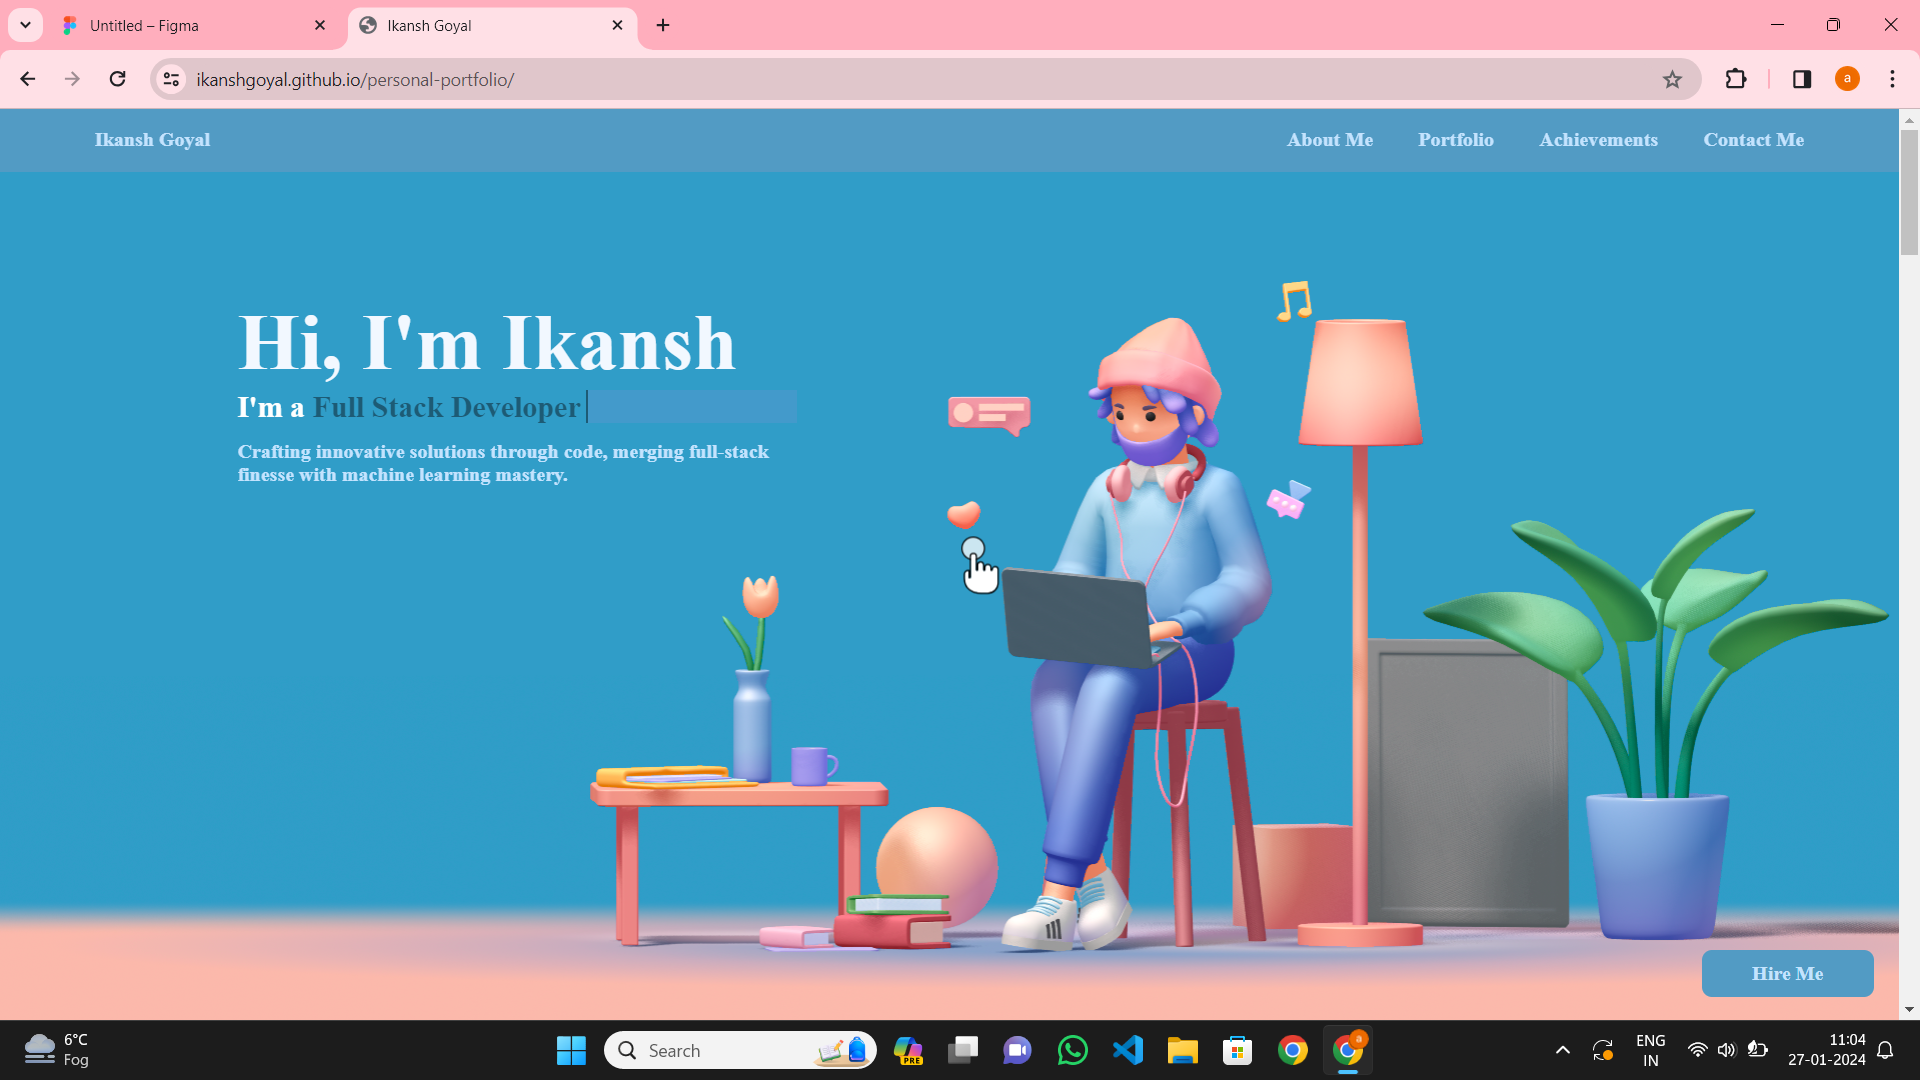 Untitled – Figma
Ikansh Goyal
ikanshgoyal.github.io/personal-portfolio/
a
Ikansh Goyal
About Me
Portfolio
Achievements
Contact Me
Hi, I'm Ikansh
I'm a Full Stack Developer
Crafting innovative solutions through code, merging full-stack
finesse with machine learning mastery.
Hire Me
6°C
Fog
Search
PRE
a
ENG
IN
11:04
27-01-2024